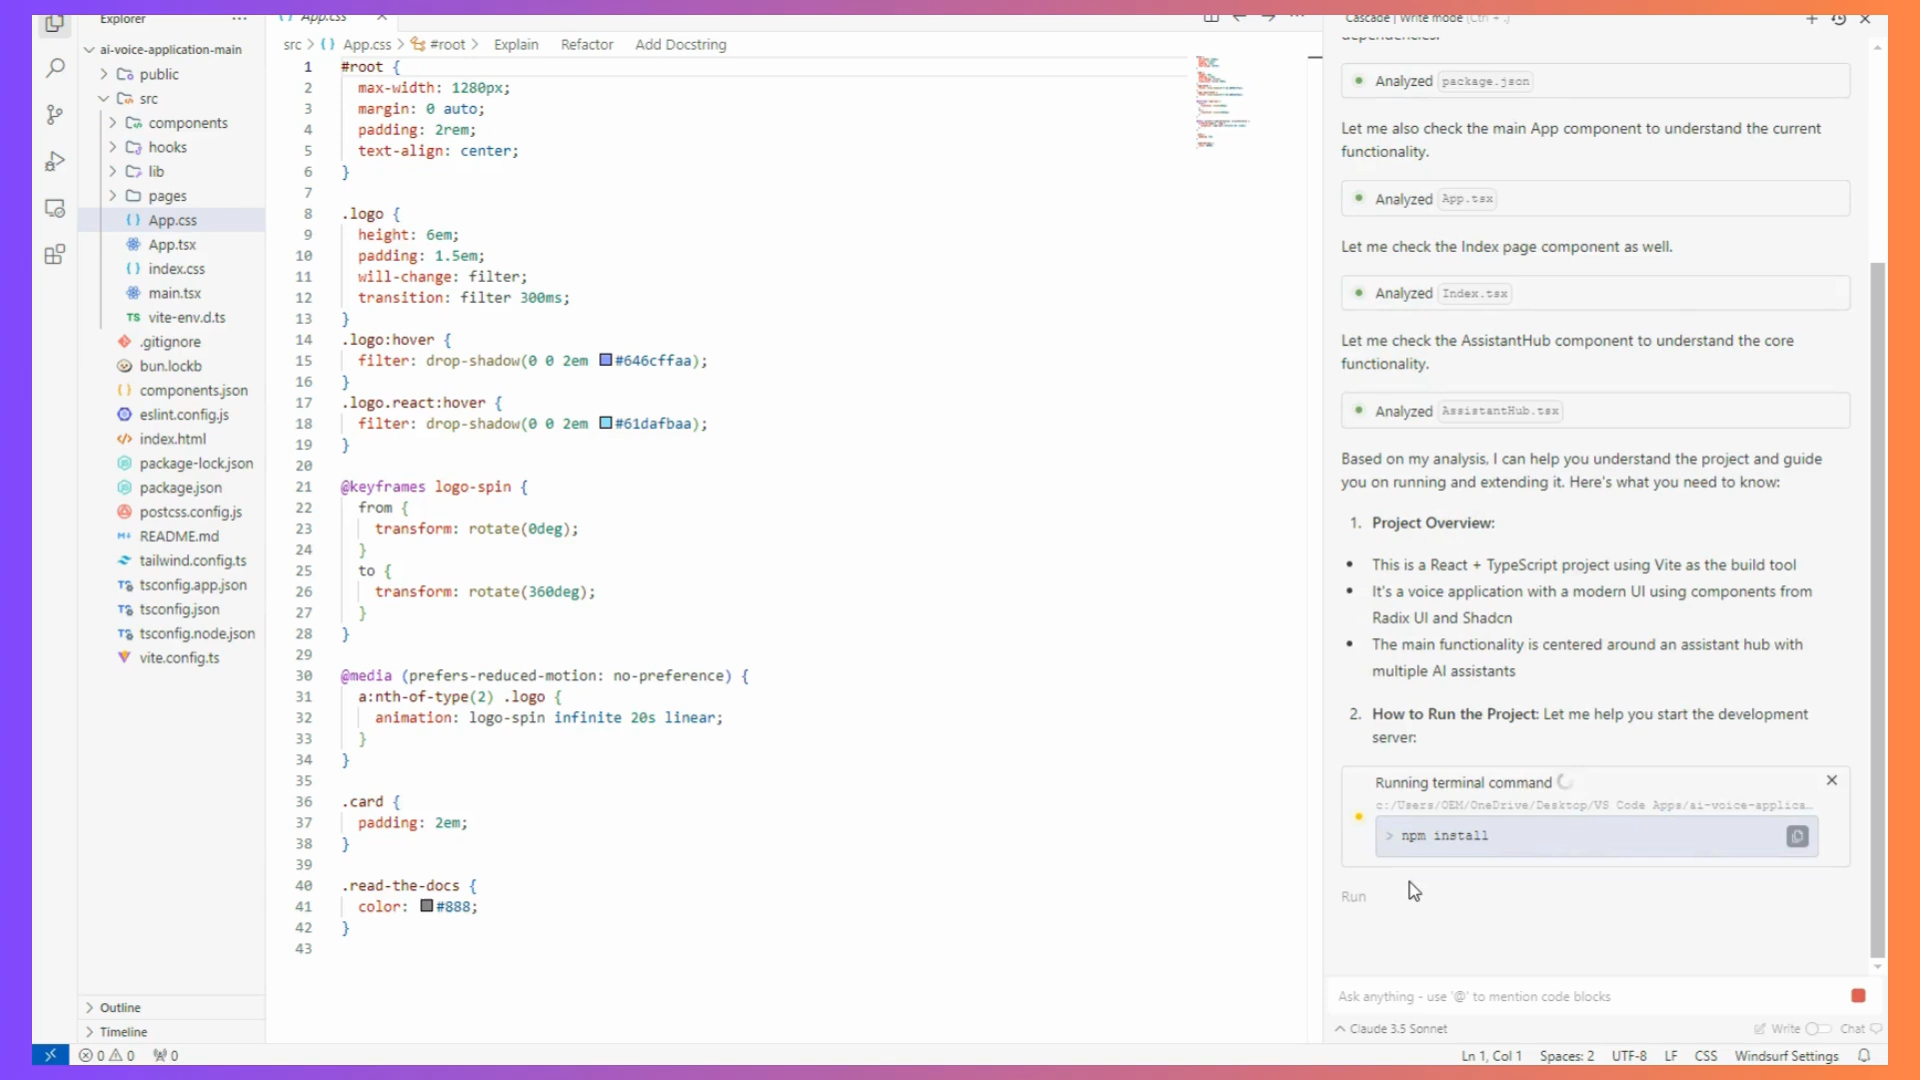 Explorer
ai-voice-application-main
public
src
components
hooks
lib
pages
{ } App.css
App.tsx
{ } index.css
main.tsx
TS vite-env.d.ts
.gitignore
bun.lockb
{ } components.json
eslint.config.js
</> index.html
package-lock.json
package.json
postcss.config.js
README.md
tailwind.config.ts
tsconfig.app.json
tsconfig.json
tsconfig.node.json
vite.config.ts
Outline
Timeline
{ } App.css
src > { } App.css > #root > Explain Refactor Add Docstring
1 #root {
2 max-width: 1280px;
3 margin: 0 auto;
4 padding: 2rem;
5 text-align: center;
6 }
7
8 .logo {
9 height: 6em;
10 padding: 1.5em;
11 will-change: filter;
12 transition: filter 300ms;
13 }
14 .logo:hover {
15 filter: drop-shadow(0 0 2em #646cffaa);
16 }
17 .logo.react:hover {
18 filter: drop-shadow(0 0 2em #61dafbaa);
19 }
20
21 @keyframes logo-spin {
22 from {
23 transform: rotate(0deg);
24 }
25 to {
26 transform: rotate(360deg);
27 }
28 }
29
30 @media (prefers-reduced-motion: no-preference) {
31 a:nth-of-type(2) .logo {
32 animation: logo-spin infinite 20s linear;
33 }
34 }
35
36 .card {
37 padding: 2em;
38 }
39
40 .read-the-docs {
41 color: #888;
42 }
43
Cascade | Write mode (Ctrl + .)
dependencies.
Analyzed package.json
Let me also check the main App component to understand the current
functionality.
Analyzed App.tsx
Let me check the Index page component as well.
Analyzed Index.tsx
Let me check the AssistantHub component to understand the core
functionality.
Analyzed AssistantHub.tsx
Based on my analysis, I can help you understand the project and guide
you on running and extending it. Here's what you need to know:
1. Project Overview:
• This is a React + TypeScript project using Vite as the build tool
• It's a voice application with a modern UI using components from
Radix UI and Shadcn
• The main functionality is centered around an assistant hub with
multiple AI assistants
2. How to Run the Project: Let me help you start the development
server:
Running terminal command
c:/Users/OEM/OneDrive/Desktop/VS Code Apps/ai-voice-applica...
> npm install
Run
Ask anything - use '@' to mention code blocks
Claude 3.5 Sonnet
Write Chat
0 0 0
Ln 1, Col 1 Spaces: 2 UTF-8 LF CSS Windsurf Settings